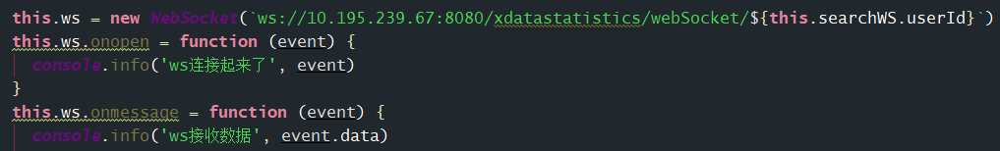 this.ws = new WebSocket(`ws://10.195.239.67:8080/xdatastatistics/webSocket/${this.searchWS.userId}`)
this.ws.onopen = function (event) {
console.info('ws连接起来了', event)
}
this.ws.onmessage = function (event) {
console.info('ws接收数据', event.data)